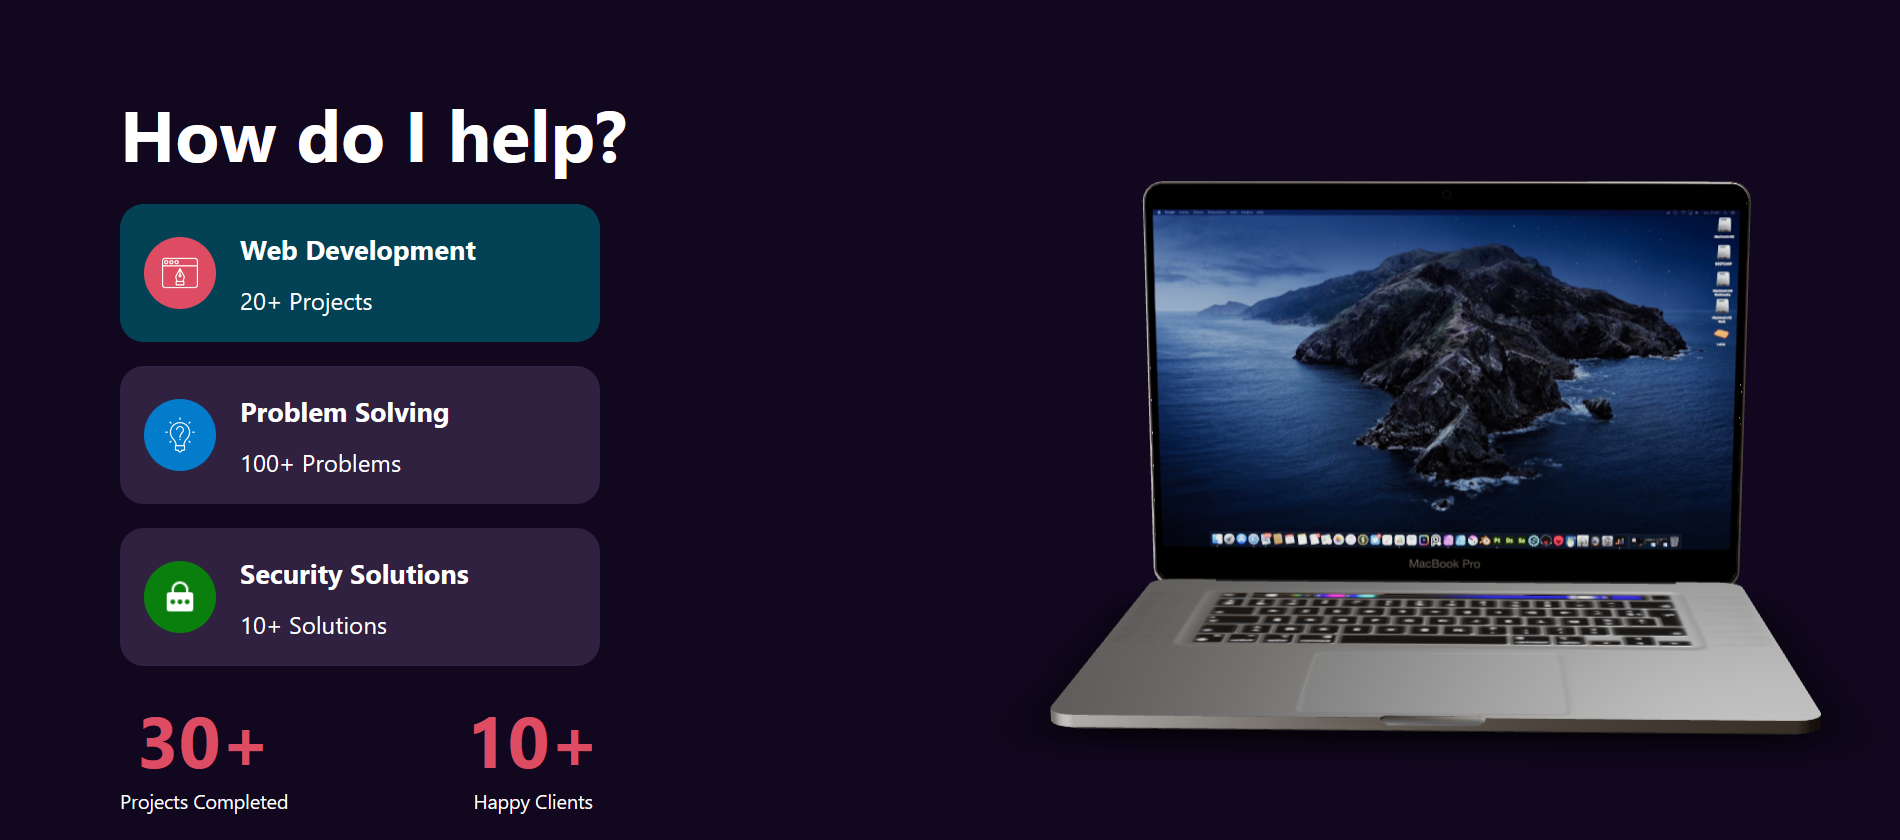 How do I help?
Web Development
20+ Projects
Problem Solving
100+ Problems
Security Solutions
10+ Solutions
30+
Projects Completed
10+
Happy Clients
MacBook Pro